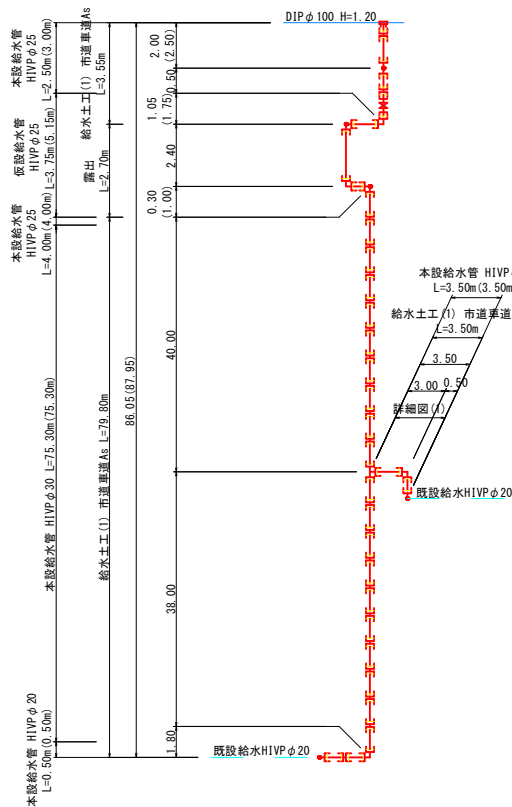 DIPφ100 H=1.20
本設給水管
HIVPφ25
L=2.50m(3.00m)
給水土工(1) 市道車道As
L=3.55m
2.00
(2.50)
0.50
1.05
(1.75)
仮設給水管
HIVPφ25
L=3.75m(5.15m)
露出
L=2.70m
2.40
0.30
(1.00)
本設給水管
HIVPφ25
L=4.00m(4.00m)
86.05(87.95)
40.00
本設給水管 HIVPφ
L=3.50m(3.50m)
給水土工(1) 市道車道
L=3.50m
3.50
3.00
0.50
詳細図(1)
既設給水HIVPφ20
本設給水管 HIVPφ30 L=75.30m(75.30m)
給水土工(1) 市道車道As L=79.80m
38.00
1.80
既設給水HIVPφ20
本設給水管 HIVPφ20
L=0.50m(0.50m)